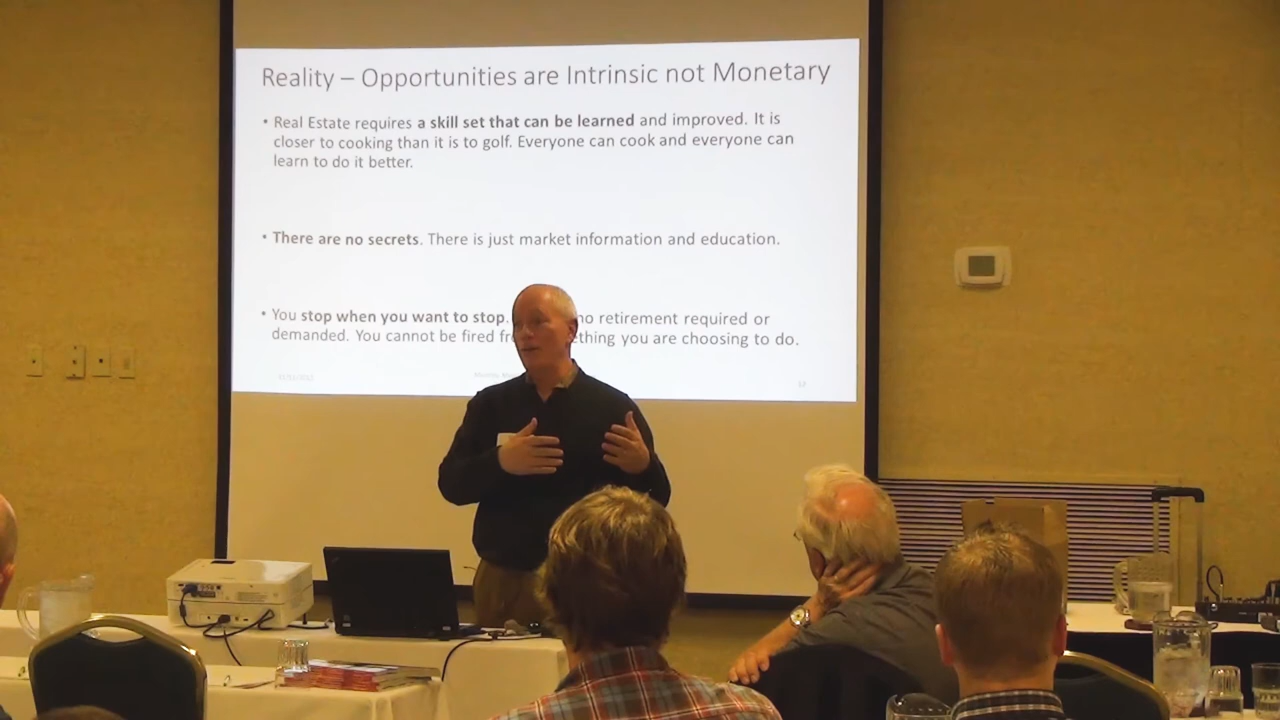 Reality – Opportunities are Intrinsic not Monetary
• Real Estate requires a skill set that can be learned and improved. It is
closer to cooking than it is to golf. Everyone can cook and everyone can
learn to do it better.
• There are no secrets. There is just market information and education.
• You stop when you want to stop. no retirement required or
demanded. You cannot be fired you are choosing to do.